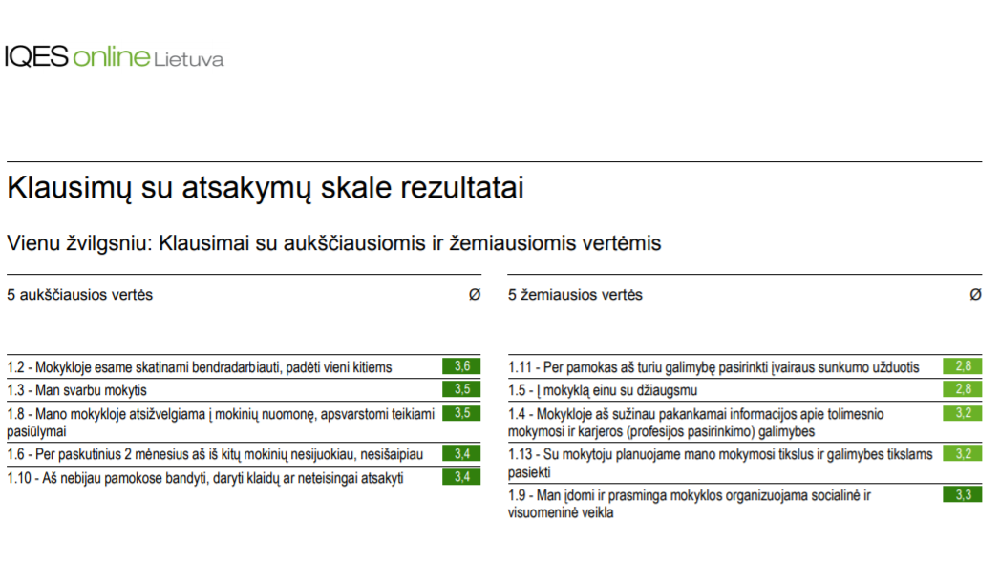 IQES online Lietuva
Klausimų su atsakymų skale rezultatai
Vienu žvilgsniu: Klausimai su aukščiausiomis ir žemiausiomis vertėmis
5 aukščiausios vertės Ø
1.2 - Mokykloje esame skatinami bendradarbiauti, padėti vieni kitiems 3,6
1.3 - Man svarbu mokytis 3,5
1.8 - Mano mokykloje atsižvelgiama į mokinių nuomonę, apsvarstomi teikiami 3,5
pasiūlymai
1.6 - Per paskutinius 2 mėnesius aš iš kitų mokinių nesijuokiau, nesišaipiau 3,4
1.10 - Aš nebijau pamokose bandyti, daryti klaidų ar neteisingai atsakyti 3,4
5 žemiausios vertės Ø
1.11 - Per pamokas aš turiu galimybę pasirinkti įvairaus sunkumo užduotis 2,8
1.5 - Į mokyklą einu su džiaugsmu 2,8
1.4 - Mokykloje aš sužinau pakankamai informacijos apie tolimesnio 3,2
mokymosi ir karjeros (profesijos pasirinkimo) galimybes
1.13 - Su mokytoju planuojame mano mokymosi tikslus ir galimybes tikslams 3,2
pasiekti
1.9 - Man įdomi ir prasminga mokyklos organizuojama socialinė ir 3,3
visuomeninė veikla